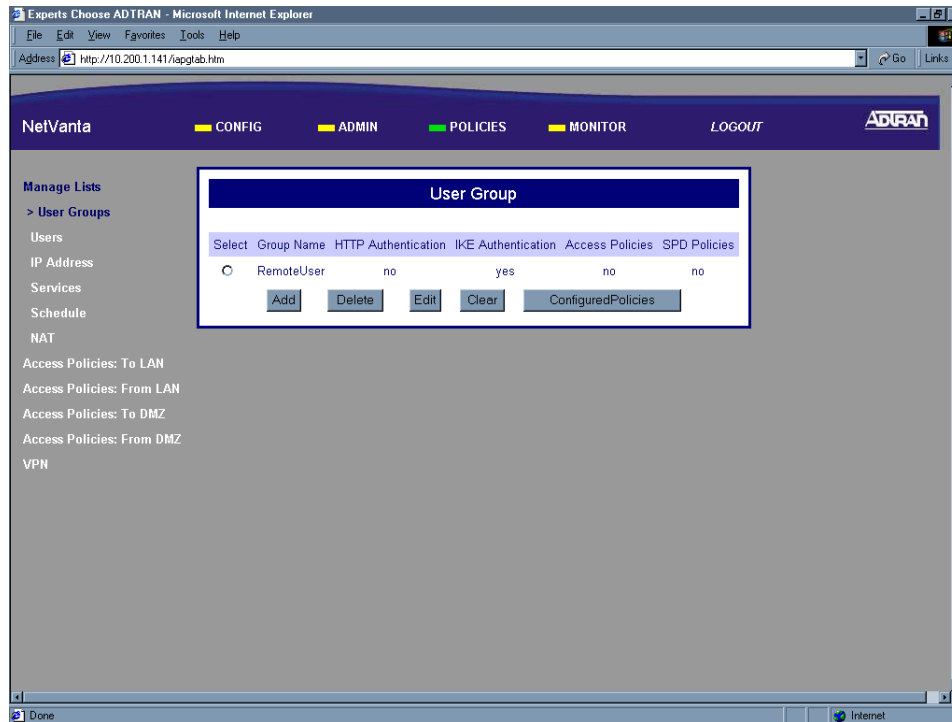 Experts Choose ADTRAN - Microsoft Internet Explorer
File Edit View Favorites Tools Help
Address http://10.200.1.141/iapgtab.htm Go Links
NetVanta CONFIG ADMIN POLICIES MONITOR LOGOUT ADTRAN
Manage Lists
> User Groups
Users
IP Address
Services
Schedule
NAT
Access Policies: To LAN
Access Policies: From LAN
Access Policies: To DMZ
Access Policies: From DMZ
VPN
User Group
Select Group Name HTTP Authentication IKE Authentication Access Policies SPD Policies
RemoteUser no yes no no
Add Delete Edit Clear ConfiguredPolicies
Done Internet